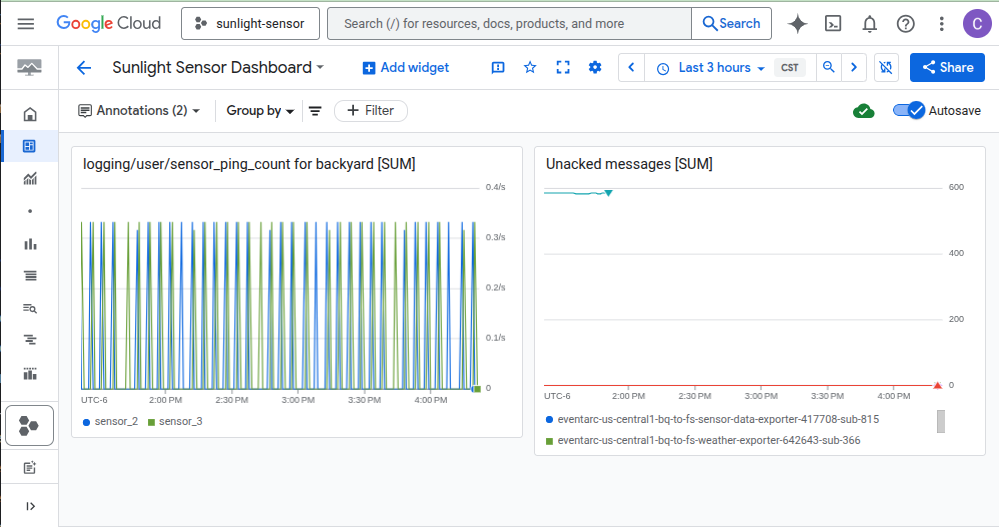 Google Cloud
sunlight-sensor
Search (/) for resources, docs, products, and more
Search
C
Sunlight Sensor Dashboard
Add widget
Last 3 hours
CST
Share
Annotations (2)
Group by
Filter
Autosave
logging/user/sensor_ping_count for backyard [SUM]
0.4/s
0.3/s
0.2/s
0.1/s
0
UTC-6
2:00 PM
2:30 PM
3:00 PM
3:30 PM
4:00 PM
sensor_2
sensor_3
Unacked messages [SUM]
600
400
200
0
UTC-6
2:00 PM
2:30 PM
3:00 PM
3:30 PM
4:00 PM
eventarc-us-central1-bq-to-fs-sensor-data-exporter-417708-sub-815
eventarc-us-central1-bq-to-fs-weather-exporter-642643-sub-366